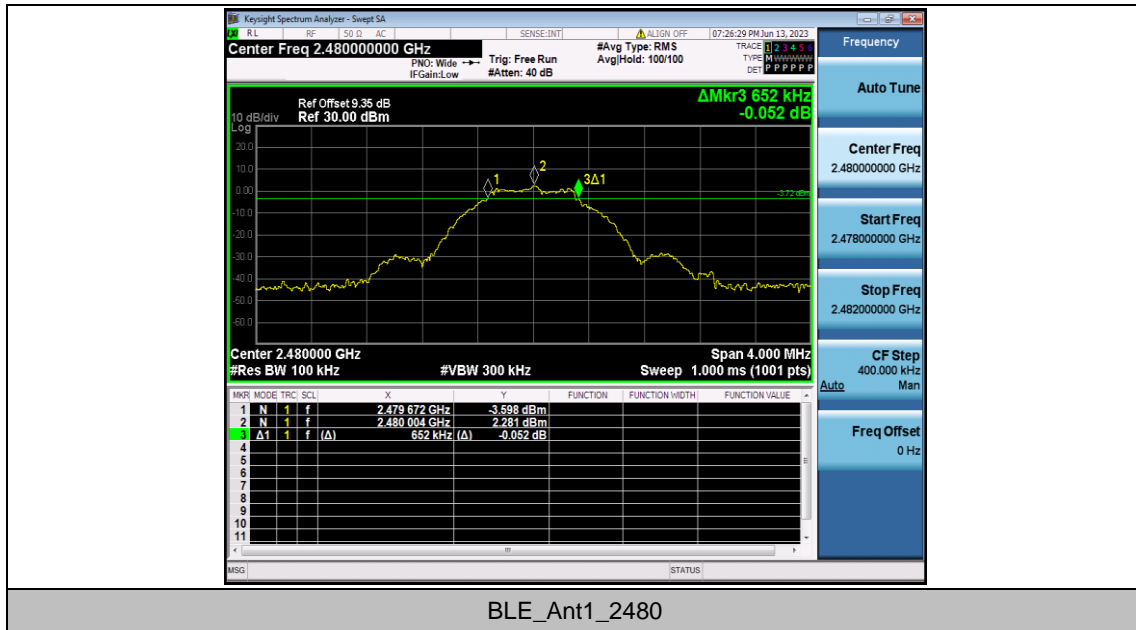 Keysight Spectrum Analyzer - Swept SA
RL RF 50 Ω AC SENSE:INT ALIGN OFF 07:26:29 PM Jun 13, 2023
Center Freq 2.480000000 GHz
PNO: Wide
IFGain:Low
Trig: Free Run
#Atten: 40 dB
#Avg Type: RMS
Avg|Hold: 100/100
TRACE 1 2 3 4 5 6
TYPE M WWWWW
DET P P P P P P
ΔMkr3 652 kHz
-0.052 dB
Ref Offset 9.35 dB
10 dB/div Ref 30.00 dBm
Log
20.0
10.0
0.00
-10.0
-20.0
-30.0
-40.0
-50.0
-60.0
1
2
3Δ1
-3.72 dBm
Center 2.480000 GHz Span 4.000 MHz
#Res BW 100 kHz #VBW 300 kHz Sweep 1.000 ms (1001 pts)
MKR MODE TRC SCL X Y FUNCTION FUNCTION WIDTH FUNCTION VALUE
1 N 1 f 2.479 672 GHz -3.598 dBm
2 N 1 f 2.480 004 GHz 2.281 dBm
3 Δ1 1 f (Δ) 652 kHz (Δ) -0.052 dB
4
5
6
7
8
9
10
11
MSG STATUS
Frequency
Auto Tune
Center Freq
2.480000000 GHz
Start Freq
2.478000000 GHz
Stop Freq
2.482000000 GHz
CF Step
400.000 kHz
Auto Man
Freq Offset
0 Hz
BLE_Ant1_2480